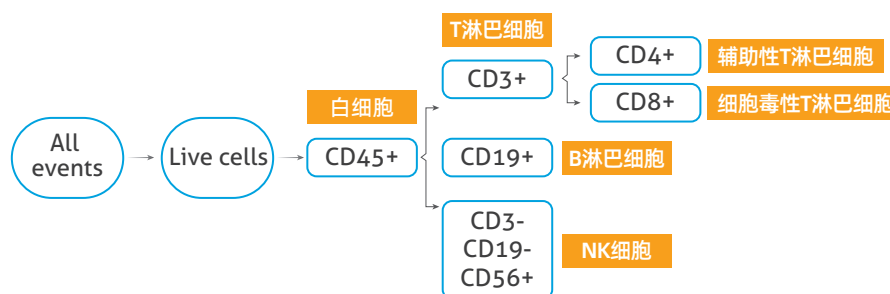 All
events
Live cells
白细胞
CD45+
T淋巴细胞
CD3+
CD4+
辅助性T淋巴细胞
CD8+
细胞毒性T淋巴细胞
CD19+
B淋巴细胞
CD3-
CD19-
CD56+
NK细胞